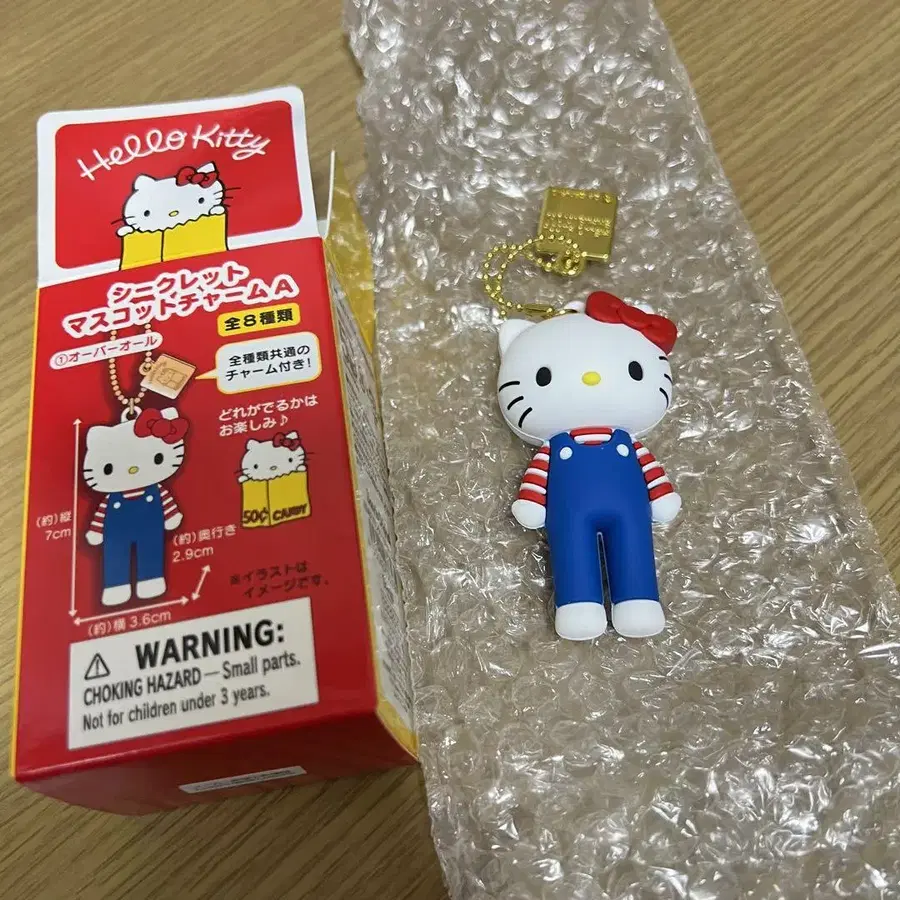 Hello Kitty
シークレット
マスコットチャームA
全8種類
①オーバーオール
全種類共通の
チャーム付き!
どれがでるかは
お楽しみ♪
50¢ CANDY
(約)縦
7cm
(約)奥行き
2.9cm
(約)横 3.6cm
※イラストは
イメージです。
WARNING:
CHOKING HAZARD — Small parts.
Not for children under 3 years.